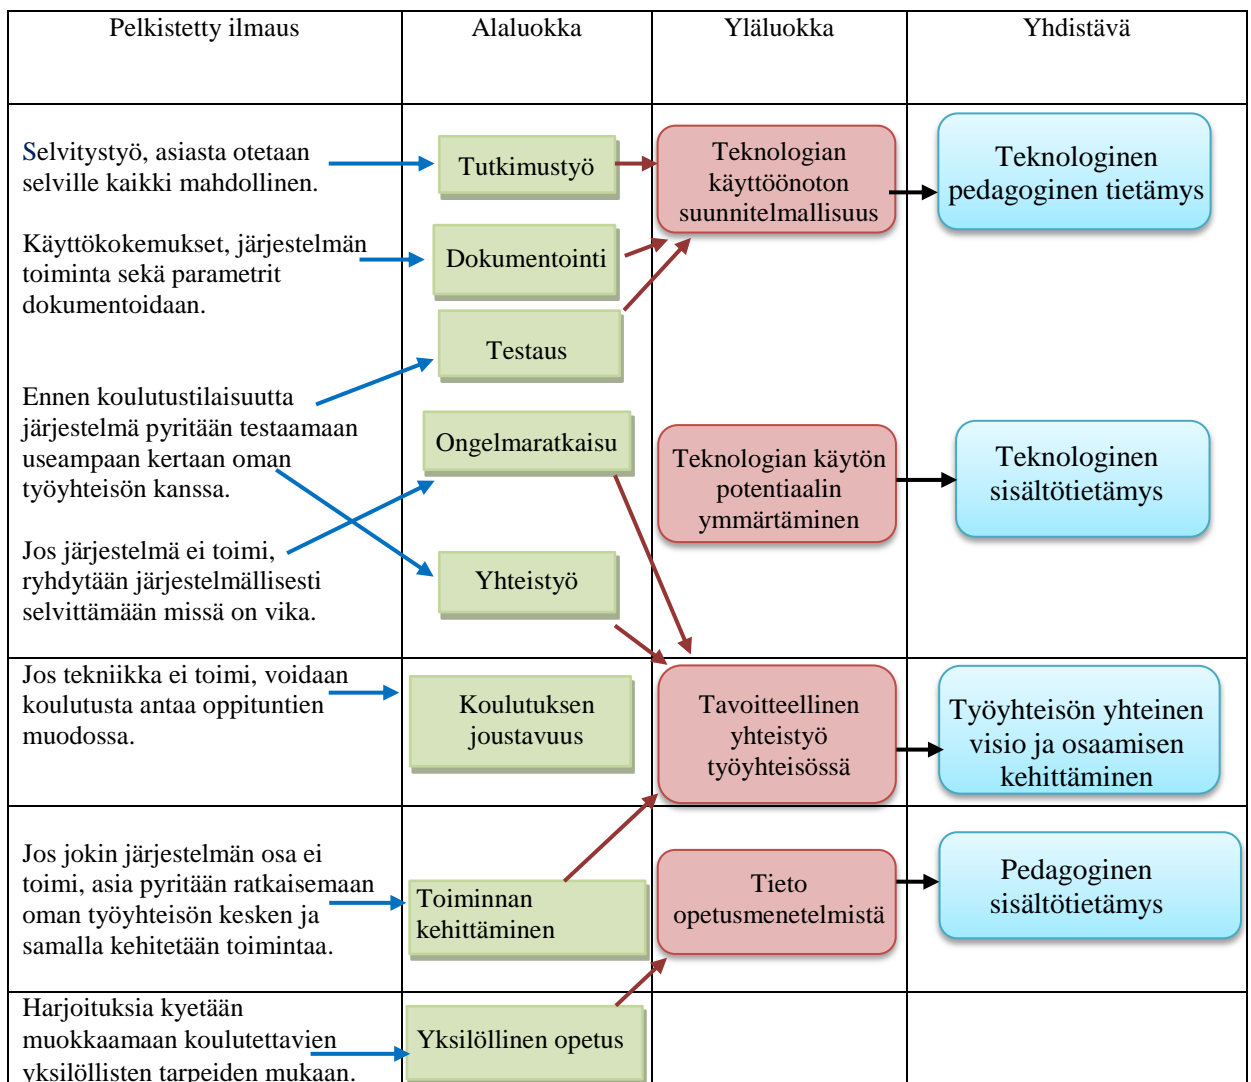 Pelkistetty ilmaus
Alaluokka
Yläluokka
Yhdistävä
Selvitystyö, asiasta otetaan
selville kaikki mahdollinen.
Käyttökokemukset, järjestelmän
toiminta sekä parametrit
dokumentoidaan.
Ennen koulutustilaisuutta
järjestelmä pyritään testaamaan
useampaan kertaan oman
työyhteisön kanssa.
Jos järjestelmä ei toimi,
ryhdytään järjestelmällisesti
selvittämään missä on vika.
Tutkimustyö
Dokumentointi
Testaus
Ongelmaratkaisu
Yhteistyö
Teknologian
käyttöönoton
suunnitelmallisuus
Teknologian käytön
potentiaalin
ymmärtäminen
Teknologinen
pedagoginen tietämys
Teknologinen
sisältötietämys
Jos tekniikka ei toimi, voidaan
koulutusta antaa oppituntien
muodossa.
Koulutuksen
joustavuus
Tavoitteellinen
yhteistyö
työyhteisössä
Työyhteisön yhteinen
visio ja osaamisen
kehittäminen
Jos jokin järjestelmän osa ei
toimi, asia pyritään ratkaisemaan
oman työyhteisön kesken ja
samalla kehitetään toimintaa.
Toiminnan
kehittäminen
Tieto
opetusmenetelmistä
Pedagoginen
sisältötietämys
Harjoituksia kyetään
muokkaamaan koulutettavien
yksilöllisten tarpeiden mukaan.
Yksilöllinen opetus